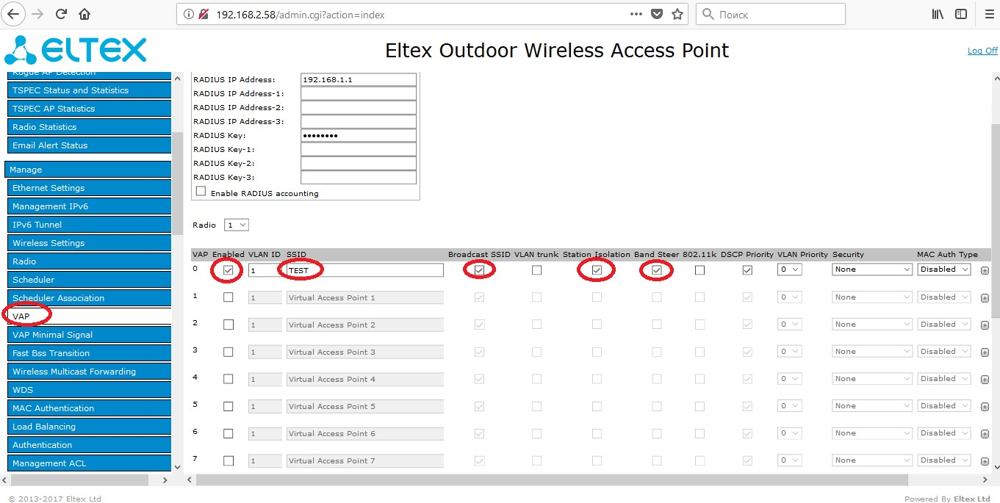 192.168.2.58/admin.cgi?action=index
Поиск
ELTEX
Eltex Outdoor Wireless Access Point
Log Off
Rogue AP Detection
TSPEC Status and Statistics
TSPEC AP Statistics
Radio Statistics
Email Alert Status
Manage
Ethernet Settings
Management IPv6
IPv6 Tunnel
Wireless Settings
Radio
Scheduler
Scheduler Association
VAP
VAP Minimal Signal
Fast Bss Transition
Wireless Multicast Forwarding
WDS
MAC Authentication
Load Balancing
Authentication
Management ACL
RADIUS IP Address: 192.168.1.1
RADIUS IP Address-1:
RADIUS IP Address-2:
RADIUS IP Address-3:
RADIUS Key: ••••••••
RADIUS Key-1:
RADIUS Key-2:
RADIUS Key-3:
Enable RADIUS accounting
Radio 1
VAP Enabled VLAN ID SSID Broadcast SSID VLAN trunk Station Isolation Band Steer 802.11k DSCP Priority VLAN Priority Security MAC Auth Type
0 1 TEST 0 None Disabled
1 1 Virtual Access Point 1 0 None Disabled
2 1 Virtual Access Point 2 0 None Disabled
3 1 Virtual Access Point 3 0 None Disabled
4 1 Virtual Access Point 4 0 None Disabled
5 1 Virtual Access Point 5 0 None Disabled
6 1 Virtual Access Point 6 0 None Disabled
7 1 Virtual Access Point 7 0 None Disabled
© 2013-2017 Eltex Ltd
Powered By Eltex Ltd